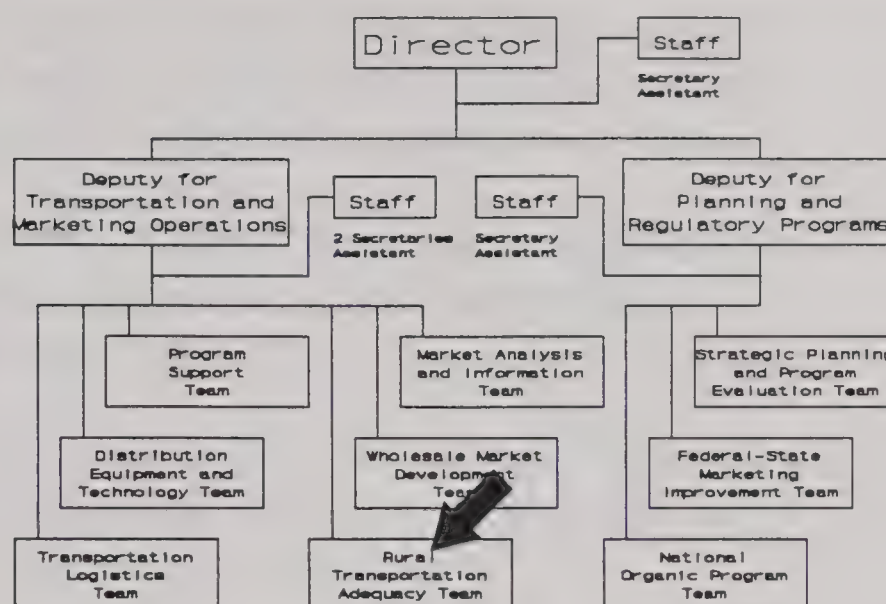 Director
Staff
Secretary
Assistant
Deputy for
Transportation and
Marketing Operations
Staff
2 Secretaries
Assistant
Staff
Secretary
Assistant
Deputy for
Planning and
Regulatory Programs
Program
Support
Team
Market Analysis
and Information
Team
Strategic Planning
and Program
Evaluation Team
Distribution
Equipment and
Technology Team
Wholesale Market
Development
Team
Federal-State
Marketing
Improvement Team
Transportation
Logistics
Team
Rural
Transportation
Adequacy Team
National
Organic Program
Team